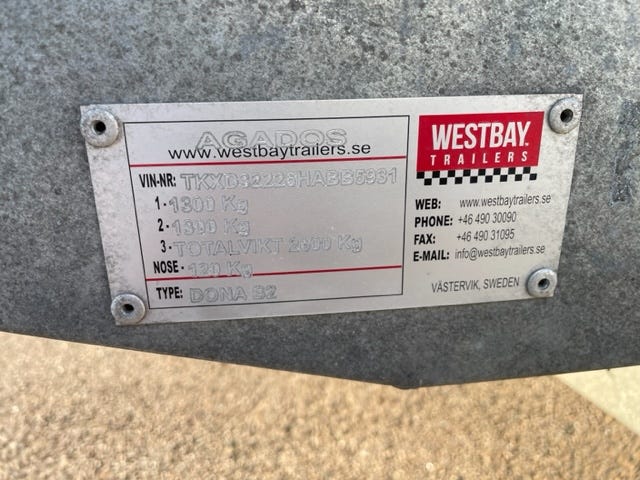 AGADOS
www.westbaytrailers.se
VIN-NR: TKXD32226HABB5931
1 - 1300 Kg
2 - 1300 Kg
3 - TOTALVIKT 2600 Kg
NOSE - 120 Kg
TYPE: DONA B2
WESTBAY
TRAILERS
WEB: www.westbaytrailers.se
PHONE: +46 490 30090
FAX: +46 490 31095
E-MAIL: info@westbaytrailers.se
VÄSTERVIK, SWEDEN